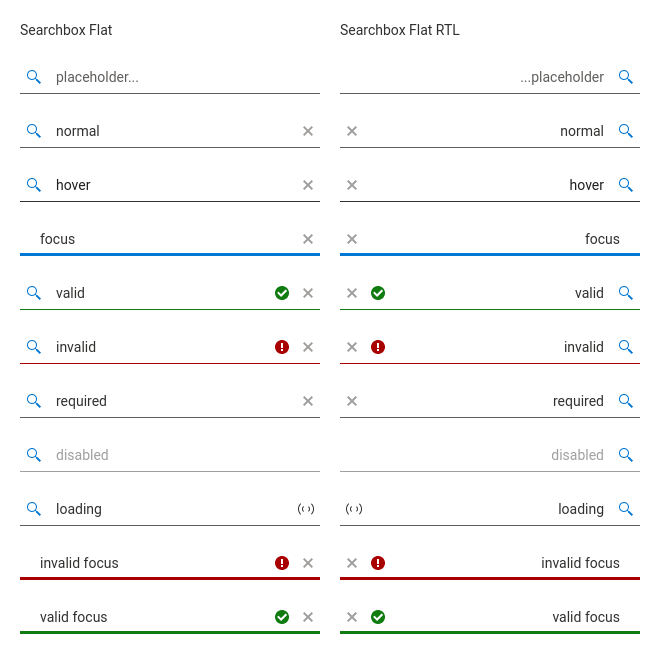 Searchbox Flat
placeholder...
normal
hover
focus
valid
invalid
required
disabled
loading
invalid focus
valid focus
Searchbox Flat RTL
...placeholder
normal
hover
focus
valid
invalid
required
disabled
loading
invalid focus
valid focus